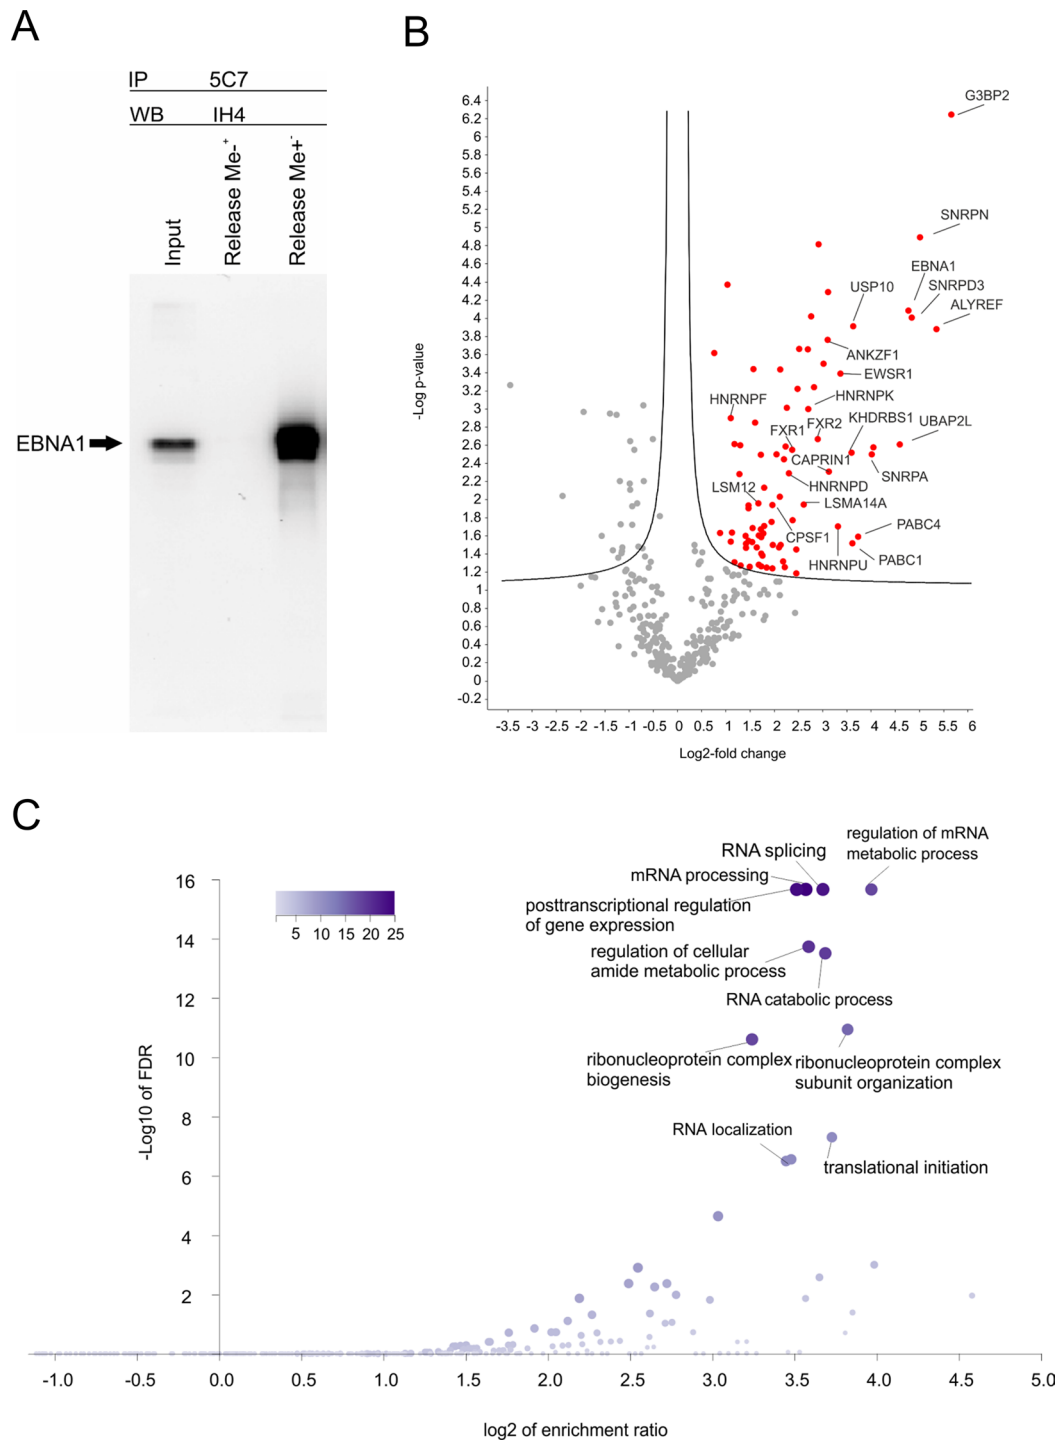 A
IP 5C7
WB IH4
Input
Release Me-+
Release Me+-
EBNA1
B
6.4
6.2
6
5.8
5.6
5.4
5.2
5
4.8
4.6
4.4
4.2
4
3.8
3.6
3.4
3.2
3
2.8
2.6
2.4
2.2
2
1.8
1.6
1.4
1.2
1
0.8
0.6
0.4
0.2
0
-0.2
-Log p-value
G3BP2
SNRPN
EBNA1
SNRPD3
USP10
ALYREF
ANKZF1
EWSR1
HNRNPF
HNRNPK
KHDRBS1
FXR1
FXR2
UBAP2L
CAPRIN1
SNRPA
HNRNPD
LSM12
LSMA14A
PABC4
CPSF1
HNRNPU
PABC1
-3.5 -3 -2.5 -2 -1.5 -1 -0.5 0 0.5 1 1.5 2 2.5 3 3.5 4 4.5 5 5.5 6
Log2-fold change
C
16
14
12
10
8
6
4
2
-Log10 of FDR
5 10 15 20 25
regulation of mRNA
metabolic process
RNA splicing
mRNA processing
posttranscriptional regulation
of gene expression
regulation of cellular
amide metabolic process
RNA catabolic process
ribonucleoprotein complex
biogenesis
ribonucleoprotein complex
subunit organization
RNA localization
translational initiation
-1.0 -0.5 0.0 0.5 1.0 1.5 2.0 2.5 3.0 3.5 4.0 4.5 5.0
log2 of enrichment ratio